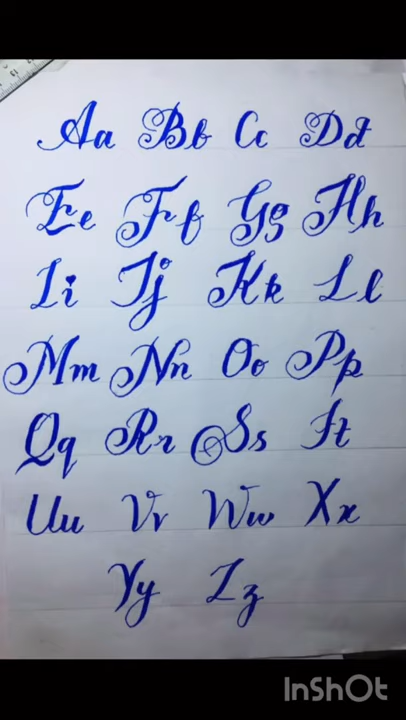 Aa Bb Cc Dd
Ee Ff Gg Hh
Ii Jj Kk Ll
Mm Nn Oo Pp
Qq Rr Ss Tt
Uu Vv Ww Xx
Yy Zz
InShOt